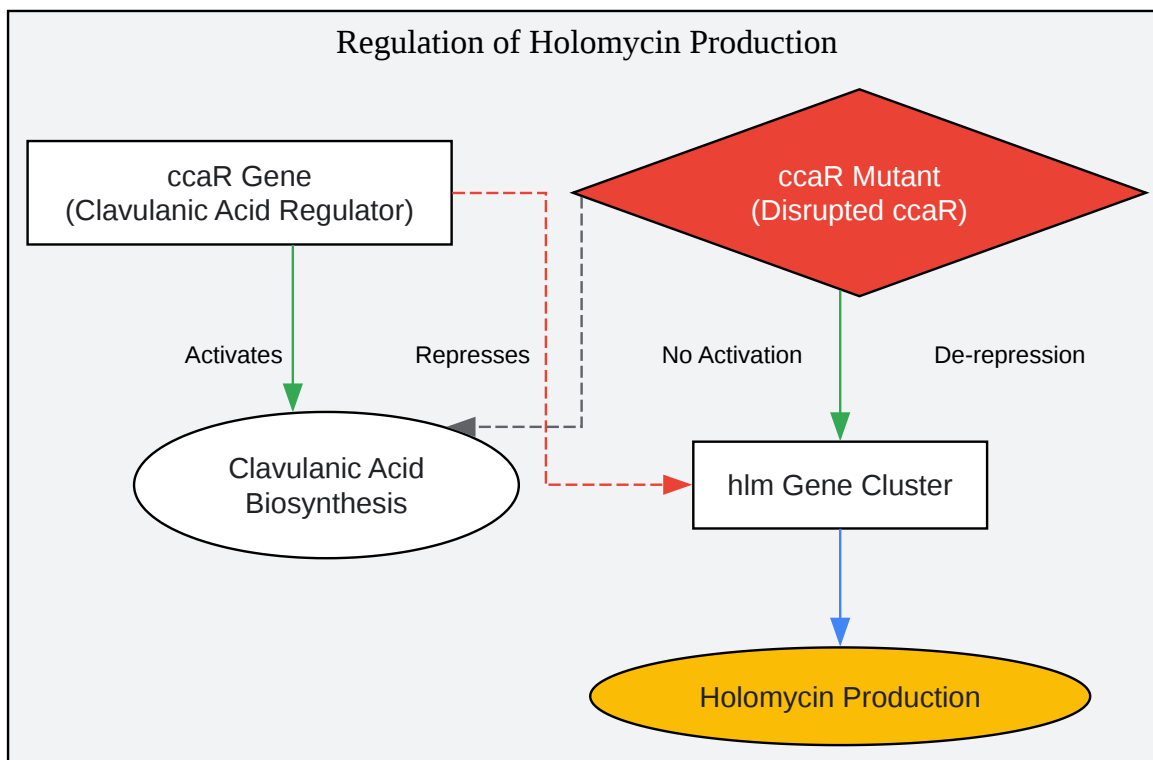 Regulation of Holomycin Production
ccaR Gene
(Clavulanic Acid Regulator)
ccaR Mutant
(Disrupted ccaR)
Activates
Represses
No Activation
De-repression
Clavulanic Acid
Biosynthesis
hlm Gene Cluster
Holomycin Production